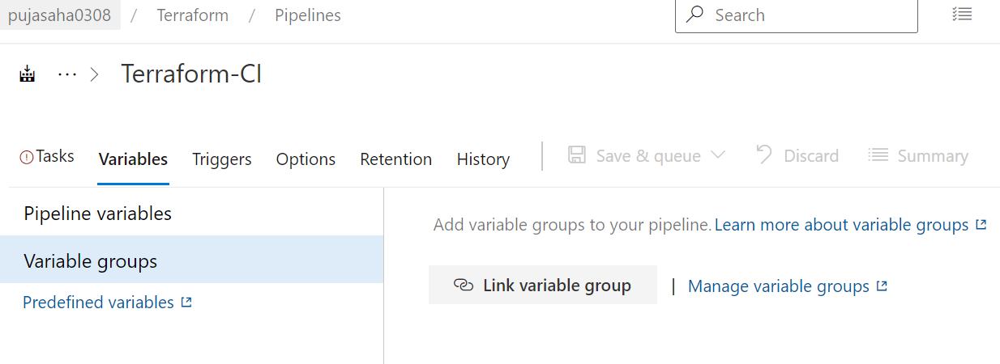 pujasaha0308 / Terraform / Pipelines Search
··· > Terraform-CI
Tasks Variables Triggers Options Retention History Save & queue Discard Summary
Pipeline variables
Add variable groups to your pipeline. Learn more about variable groups
Variable groups
Link variable group | Manage variable groups
Predefined variables